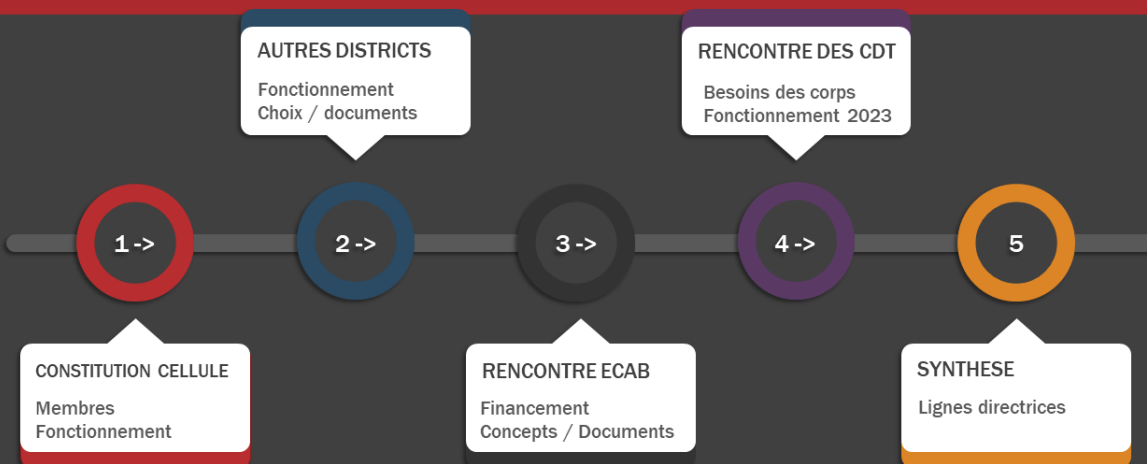 AUTRES DISTRICTS
Fonctionnement
Choix / documents
RENCONTRE DES CDT
Besoins des corps
Fonctionnement 2023
1 ->
2 ->
3 ->
4 ->
5
CONSTITUTION CELLULE
Membres
Fonctionnement
RENCONTRE ECAB
Financement
Concepts / Documents
SYNTHESE
Lignes directrices